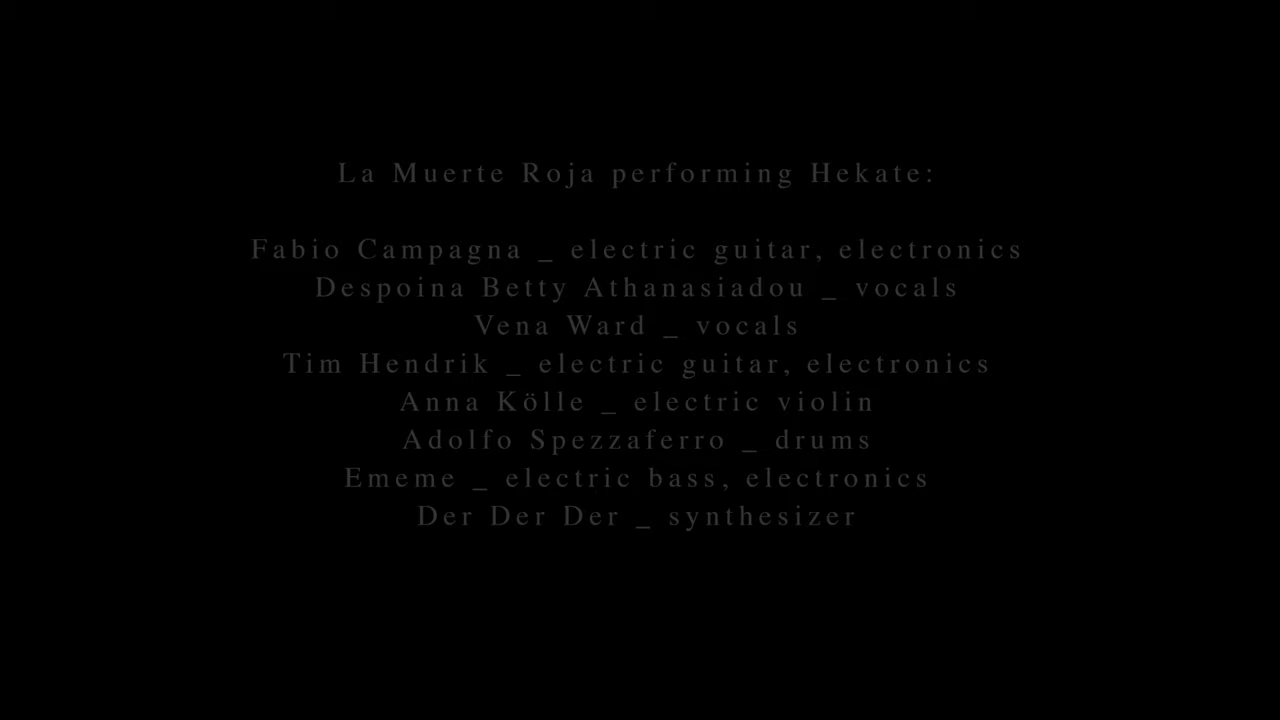 La Muerte Roja performing Hekate:
Fabio Campagna _ electric guitar, electronics
Despoina Betty Athanasiadou _ vocals
Vena Ward _ vocals
Tim Hendrik _ electric guitar, electronics
Anna Kölle _ electric violin
Adolfo Spezzaferro _ drums
Ememe _ electric bass, electronics
Der Der Der _ synthesizer